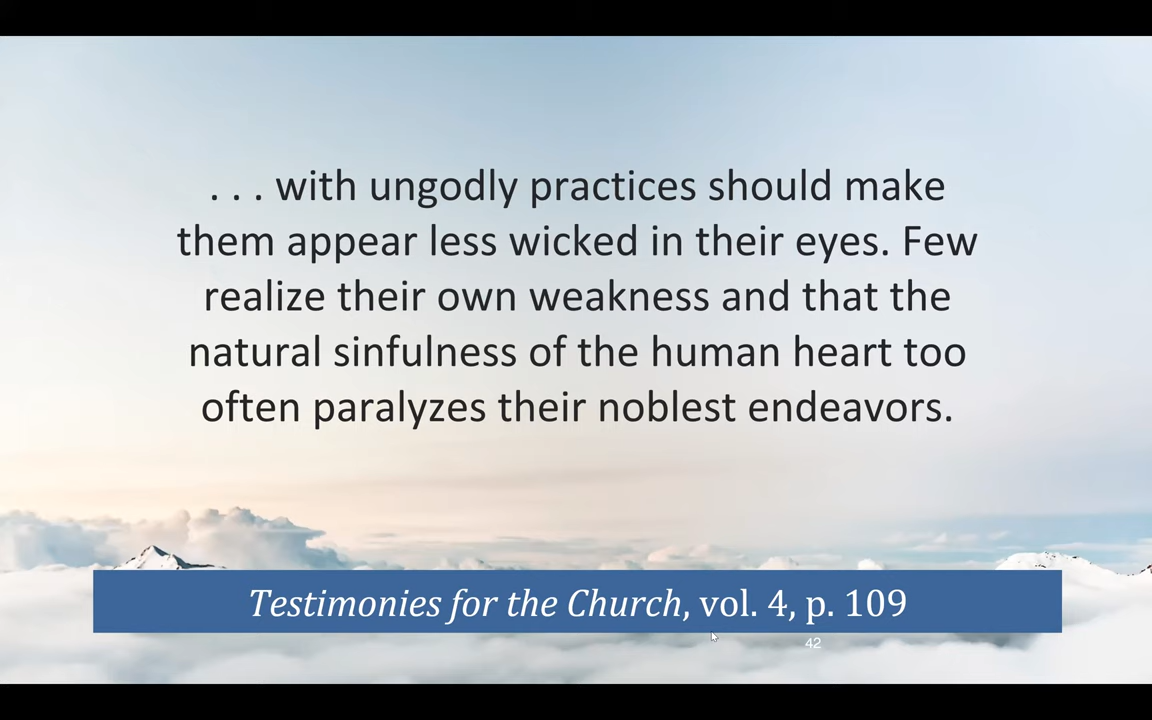 . . . with ungodly practices should make
them appear less wicked in their eyes. Few
realize their own weakness and that the
natural sinfulness of the human heart too
often paralyzes their noblest endeavors.
Testimonies for the Church, vol. 4, p. 109
42